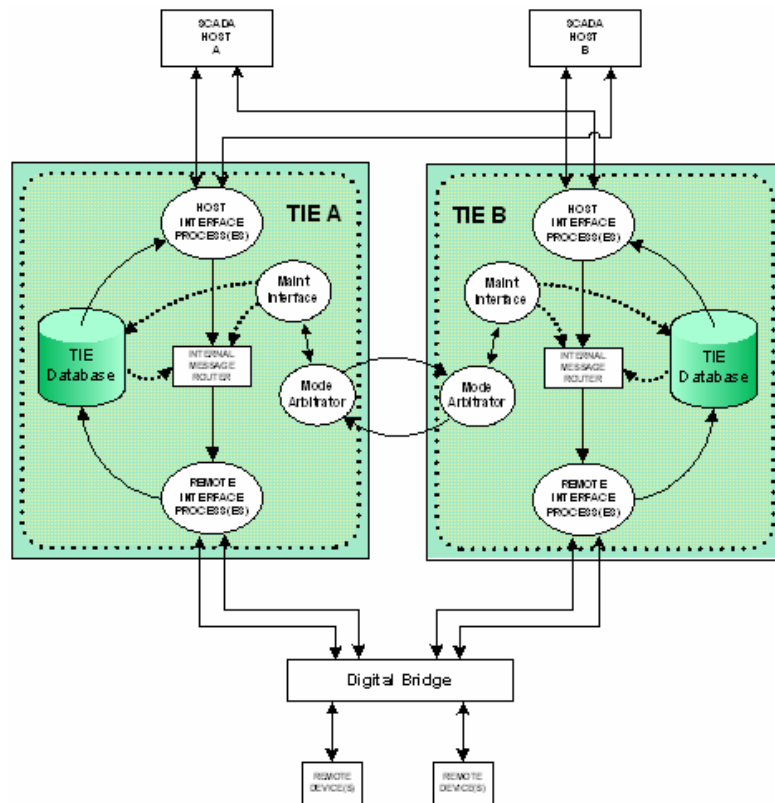 SCADA
HOST
A
SCADA
HOST
B
TIE A
HOST
INTERFACE
PROCESS(ES)
Maint
Interface
TIE
Database
INTERNAL
MESSAGE
ROUTER
Mode
Arbitrator
REMOTE
INTERFACE
PROCESS(ES)
TIE B
HOST
INTERFACE
PROCESS(ES)
Maint
Interface
INTERNAL
MESSAGE
ROUTER
TIE
Database
Mode
Arbitrator
REMOTE
INTERFACE
PROCESS(ES)
Digital Bridge
REMOTE
DEVICE(S)
REMOTE
DEVICE(S)